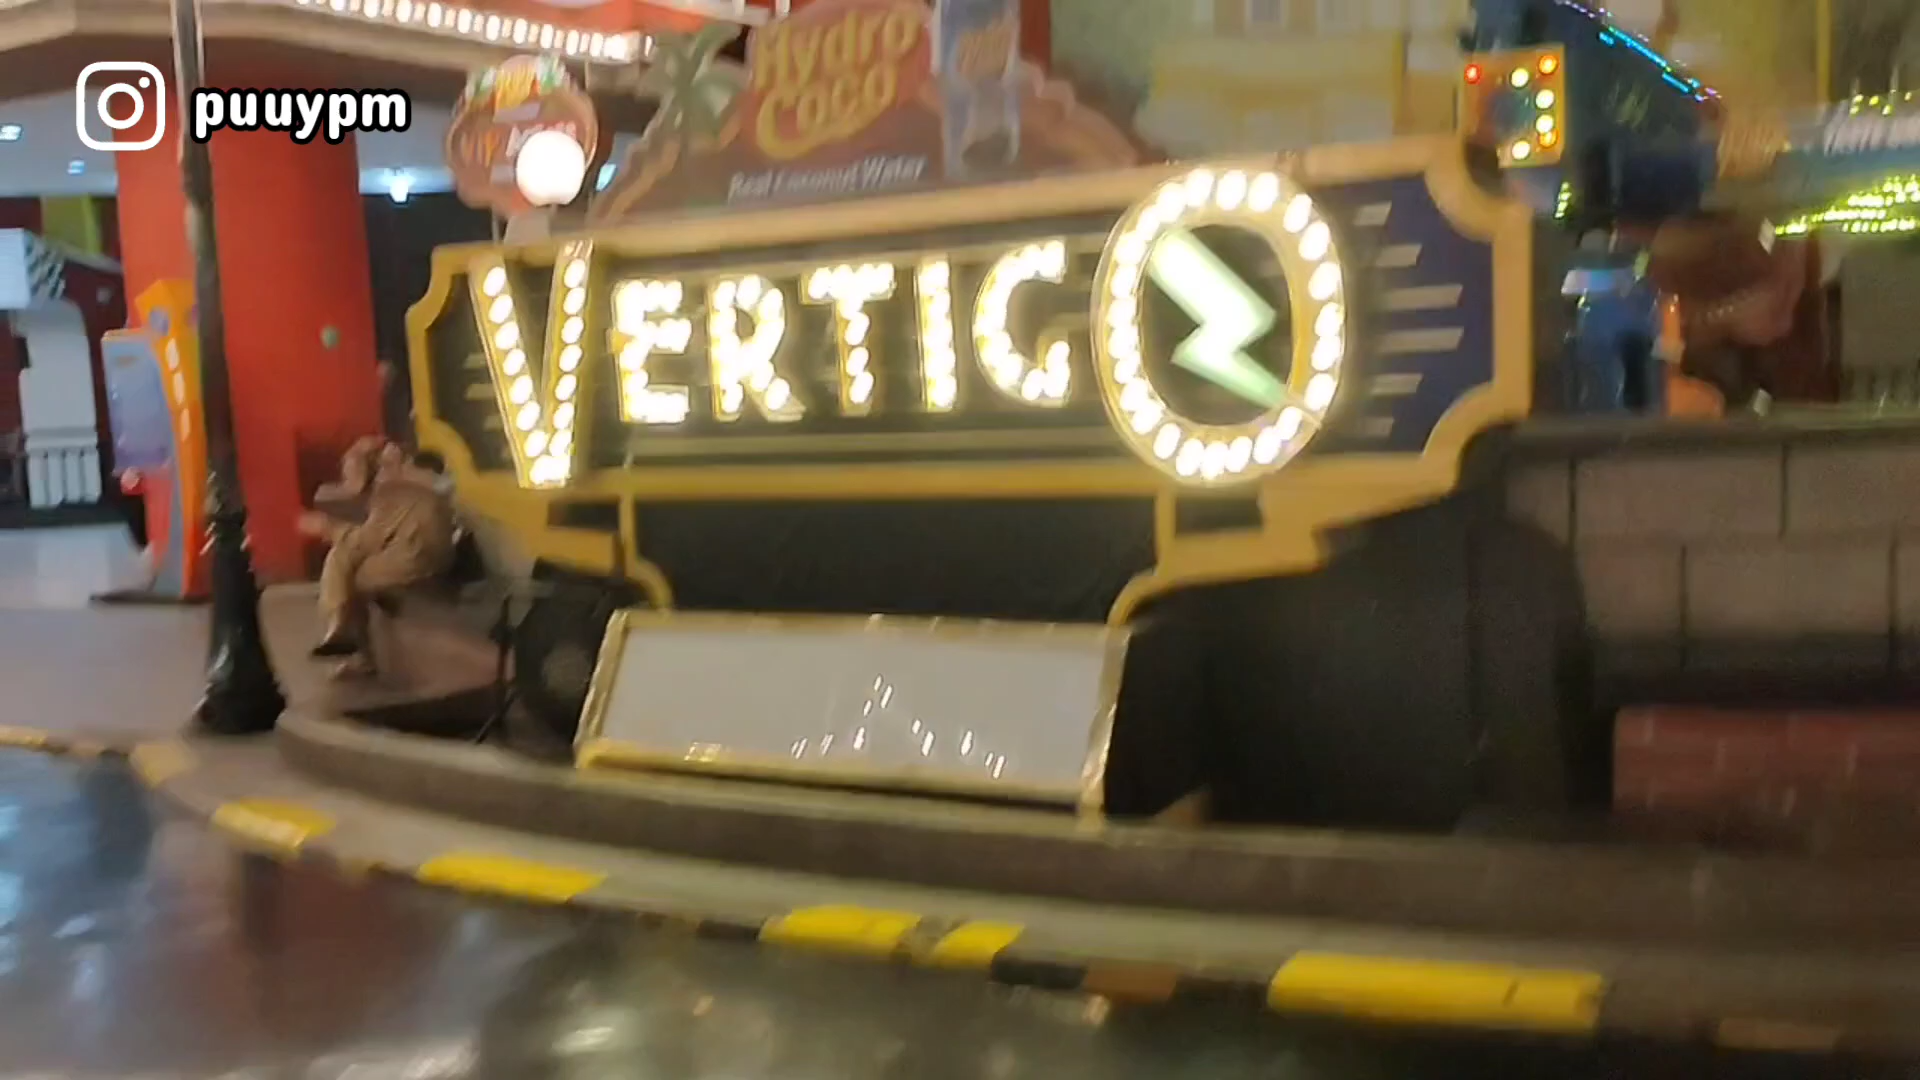 puuypm
Hydro
Coco
Real Coconut Water
VERTIGO